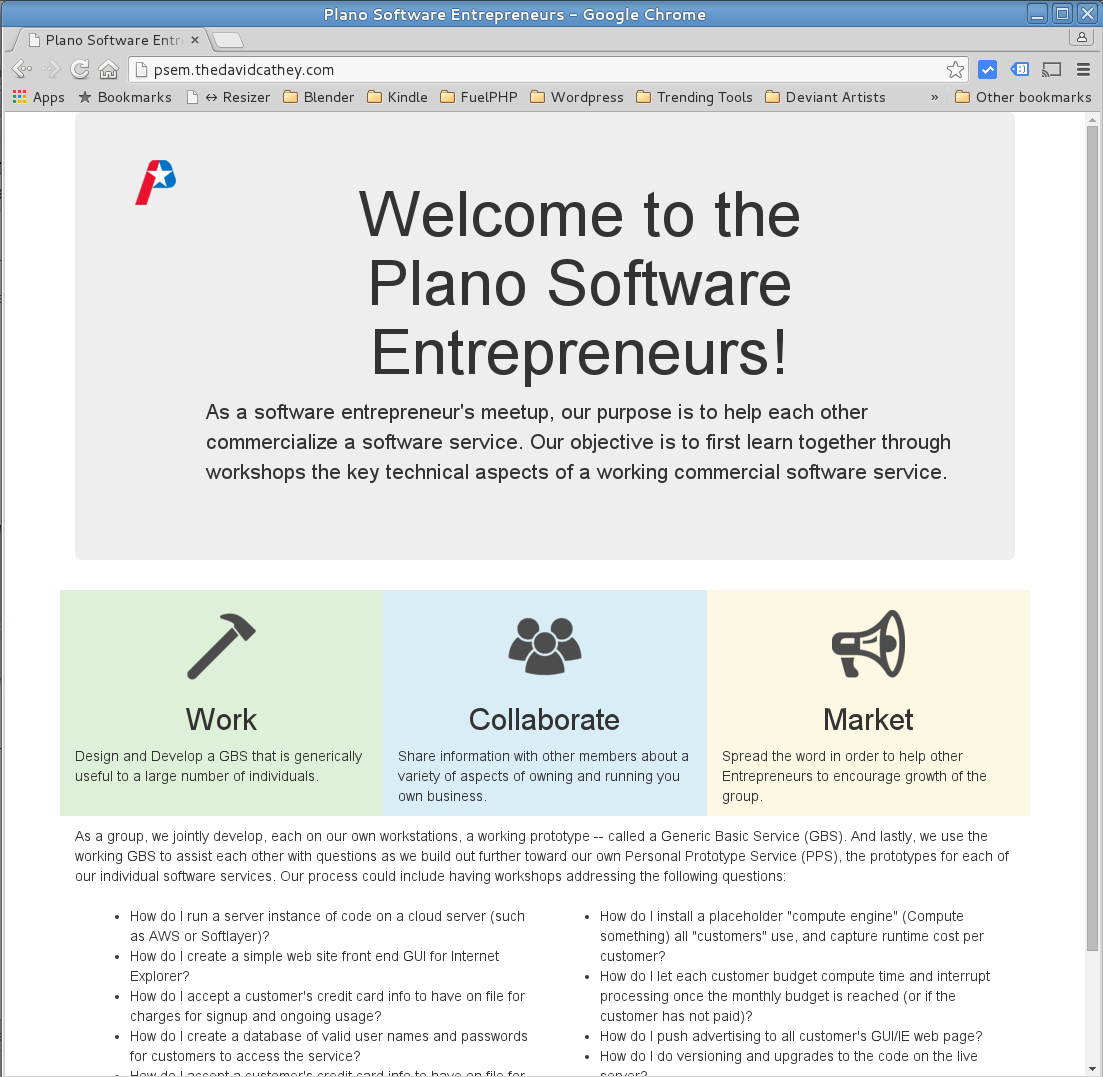 Plano Software Entrepreneurs - Google Chrome
Plano Software Entr
psem.thedavidcathey.com
Apps Bookmarks ↔ Resizer Blender Kindle FuelPHP Wordpress Trending Tools Deviant Artists » Other bookmarks
Welcome to the
Plano Software
Entrepreneurs!
As a software entrepreneur's meetup, our purpose is to help each other
commercialize a software service. Our objective is to first learn together through
workshops the key technical aspects of a working commercial software service.
Work
Design and Develop a GBS that is generically
useful to a large number of individuals.
Collaborate
Share information with other members about a
variety of aspects of owning and running you
own business.
Market
Spread the word in order to help other
Entrepreneurs to encourage growth of the
group.
As a group, we jointly develop, each on our own workstations, a working prototype -- called a Generic Basic Service (GBS). And lastly, we use the
working GBS to assist each other with questions as we build out further toward our own Personal Prototype Service (PPS), the prototypes for each of
our individual software services. Our process could include having workshops addressing the following questions:
• How do I run a server instance of code on a cloud server (such
as AWS or Softlayer)?
• How do I create a simple web site front end GUI for Internet
Explorer?
• How do I accept a customer's credit card info to have on file for
charges for signup and ongoing usage?
• How do I create a database of valid user names and passwords
for customers to access the service?
• How do I accept a customer's credit card info to have on file for
• How do I install a placeholder "compute engine" (Compute
something) all "customers" use, and capture runtime cost per
customer?
• How do I let each customer budget compute time and interrupt
processing once the monthly budget is reached (or if the
customer has not paid)?
• How do I push advertising to all customer's GUI/IE web page?
• How do I do versioning and upgrades to the code on the live
server?